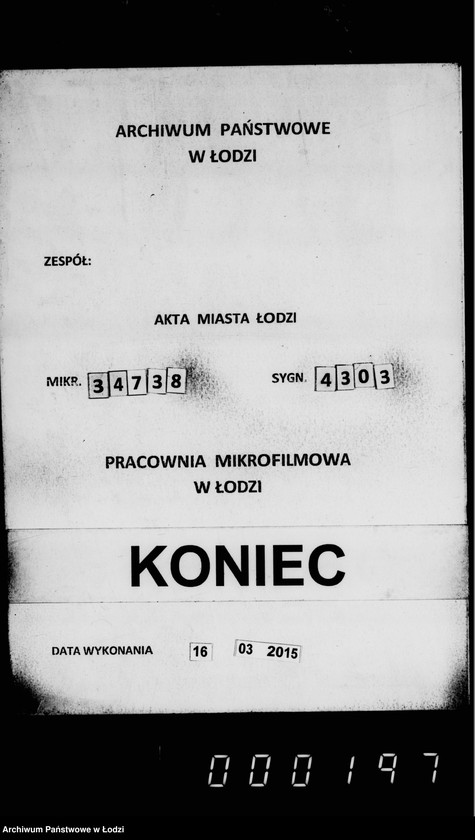 ARCHIWUM PAŃSTWOWE
W ŁODZI
ZESPÓŁ:
AKTA MIASTA ŁODZI
MIKR. 34738 SYGN. 4303
PRACOWNIA MIKROFILMOWA
W ŁODZI
KONIEC
DATA WYKONANIA 16 03 2015
000197
Archiwum Państwowe w Łodzi